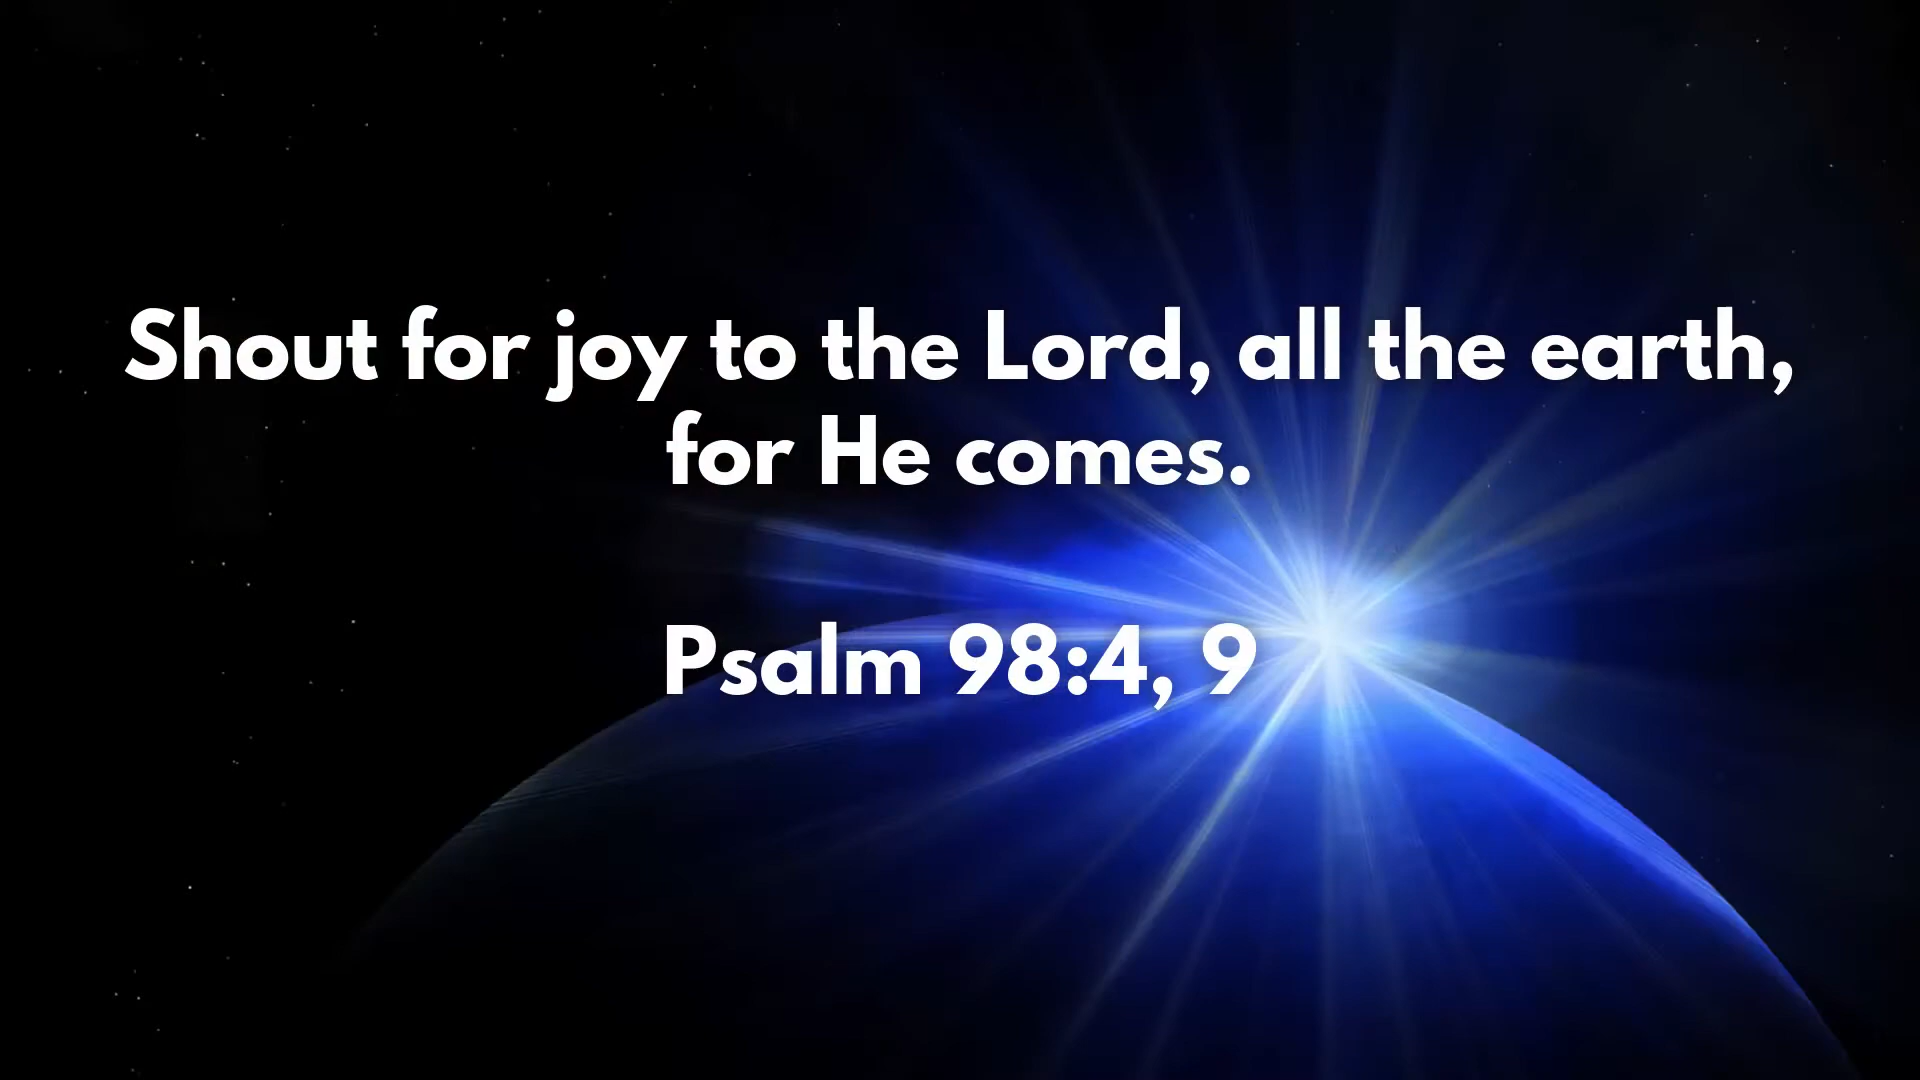 Shout for joy to the Lord, all the earth,
for He comes.
Psalm 98:4, 9